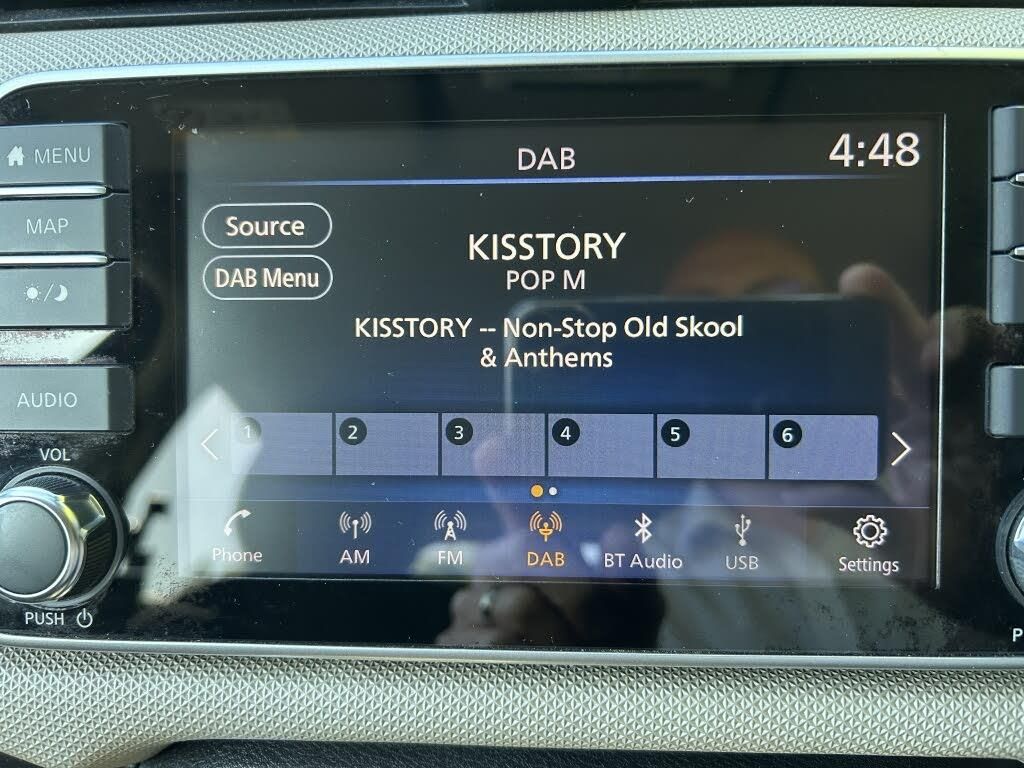 DAB
4:48
MENU
MAP
AUDIO
VOL
PUSH
Source
DAB Menu
KISSTORY
POP M
KISSTORY -- Non-Stop Old Skool
& Anthems
1 2 3 4 5 6
Phone AM FM DAB BT Audio USB Settings
P